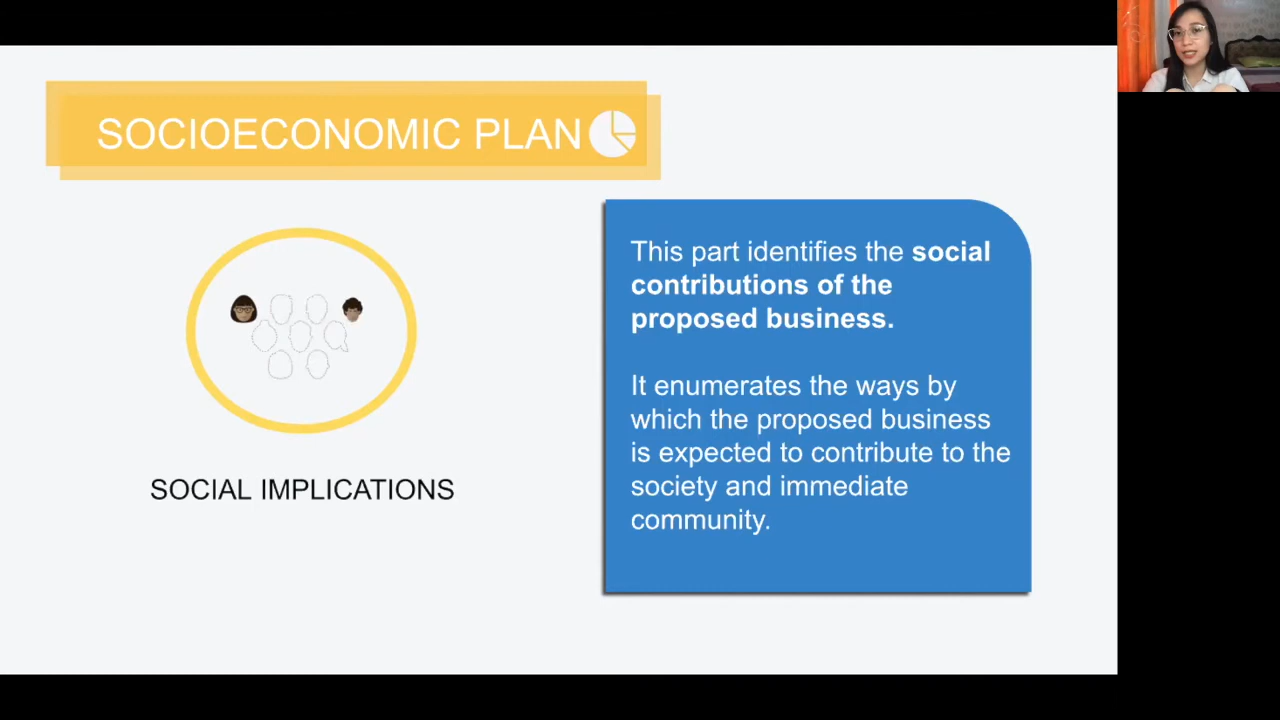 SOCIOECONOMIC PLAN
This part identifies the social
contributions of the
proposed business.
It enumerates the ways by
which the proposed business
is expected to contribute to the
society and immediate
community.
SOCIAL IMPLICATIONS